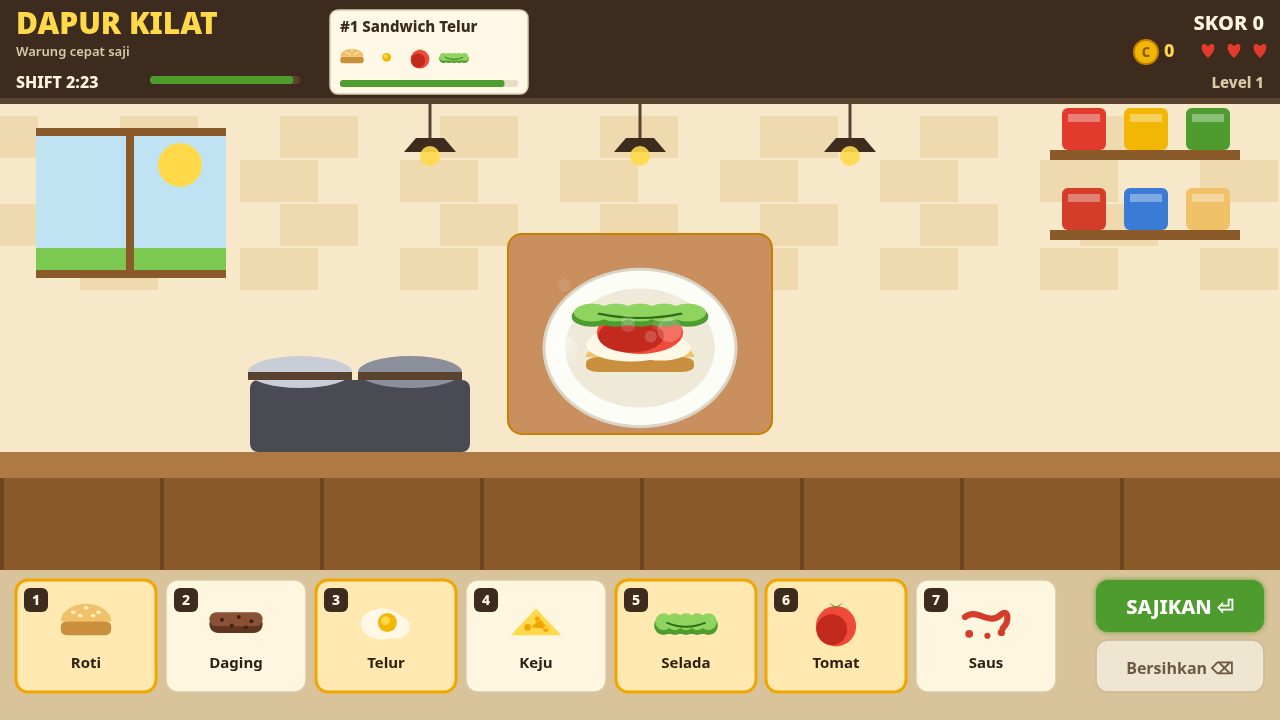 DAPUR KILAT
Warung cepat saji
SHIFT 2:23
#1 Sandwich Telur
SKOR 0
C 0
Level 1
1
Roti
2
Daging
3
Telur
4
Keju
5
Selada
6
Tomat
7
Saus
SAJIKAN ⏎
Bersihkan ⌫